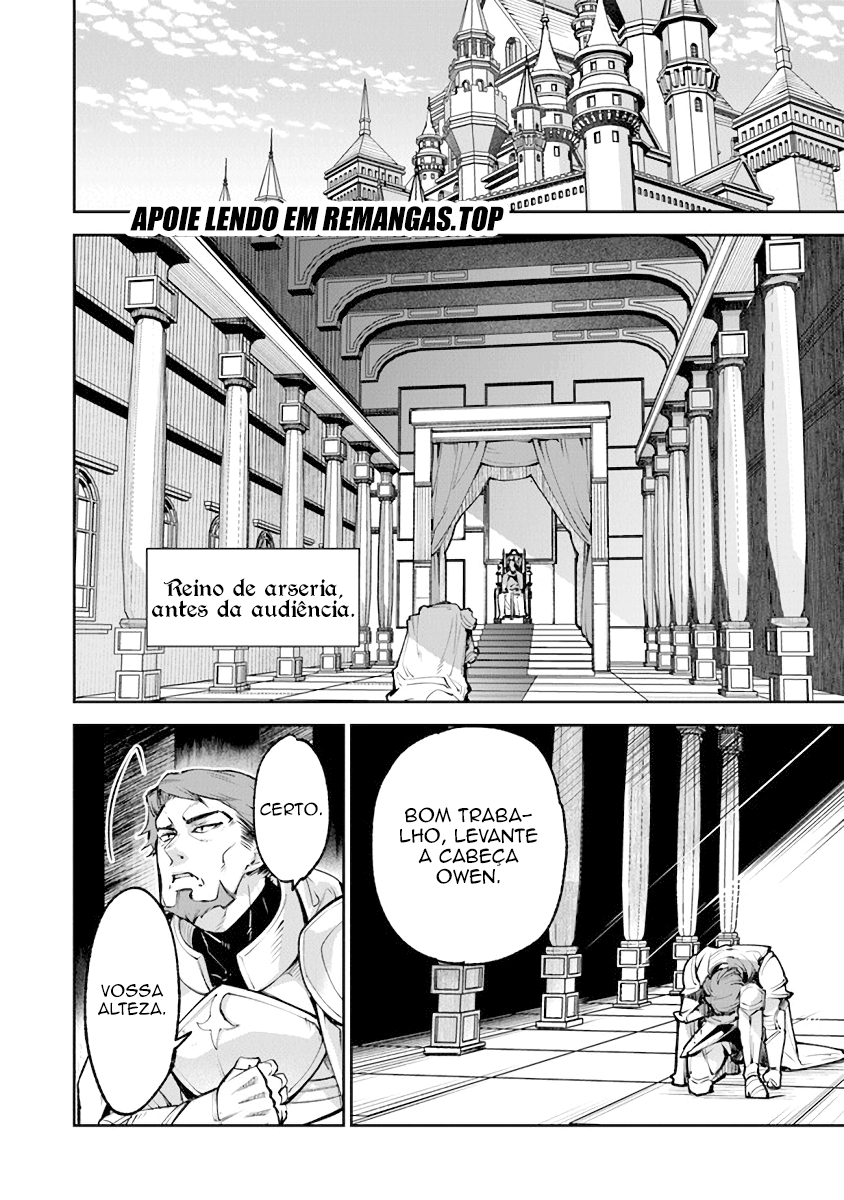 APOIE LENDO EM REMANGAS.TOP
Reino de arseria,
antes da audiência.
BOM TRABA-
LHO, LEVANTE
A CABEÇA
OWEN.
CERTO.
VOSSA
ALTEZA.